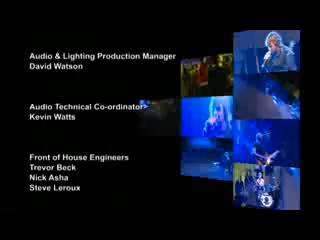 Audio & Lighting Production Manager
David Watson
Audio Technical Co-ordinator
Kevin Watts
Front of House Engineers
Trevor Beck
Nick Asha
Steve Leroux